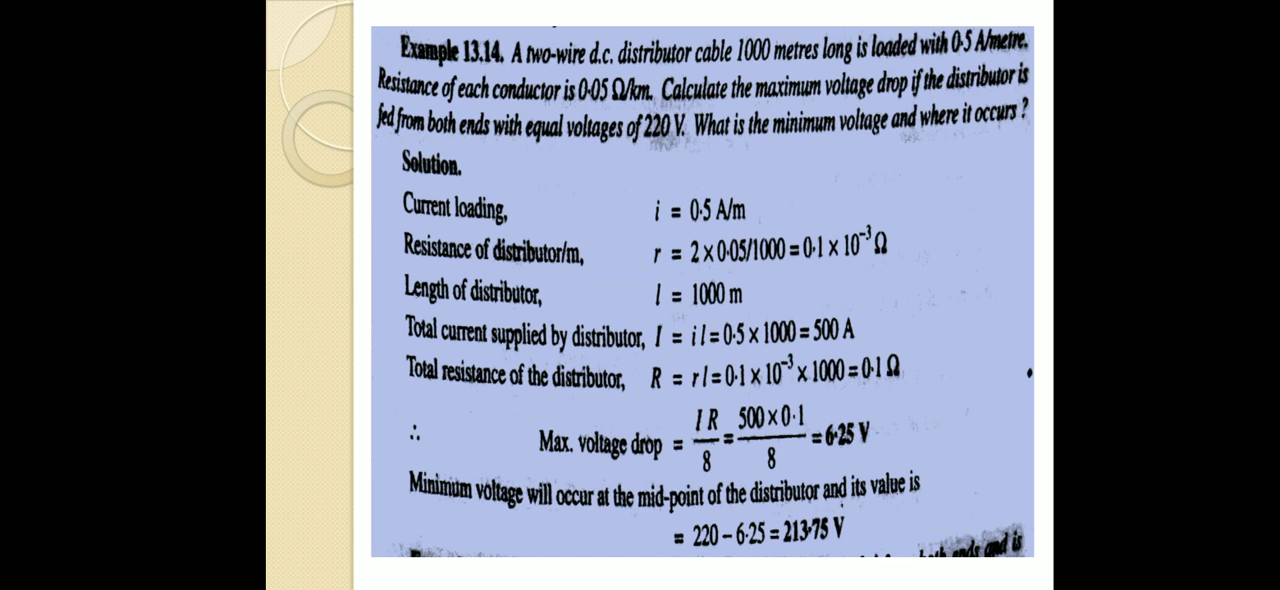 Example 13.14. A two-wire d.c. distributor cable 1000 metres long is loaded with 0·5 A/metre.
Resistance of each conductor is 0·05 Ω/km. Calculate the maximum voltage drop if the distributor is
fed from both ends with equal voltages of 220 V. What is the minimum voltage and where it occurs ?
Solution.
Current loading, i = 0·5 A/m
Resistance of distributor/m, r = 2 × 0·05/1000 = 0·1 × 10⁻³ Ω
Length of distributor, l = 1000 m
Total current supplied by distributor, I = i l = 0·5 × 1000 = 500 A
Total resistance of the distributor, R = r l = 0·1 × 10⁻³ × 1000 = 0·1 Ω
∴ Max. voltage drop = I R / 8 = 500 × 0·1 / 8 = 6·25 V
Minimum voltage will occur at the mid-point of the distributor and its value is
= 220 – 6·25 = 213·75 V
ends and is